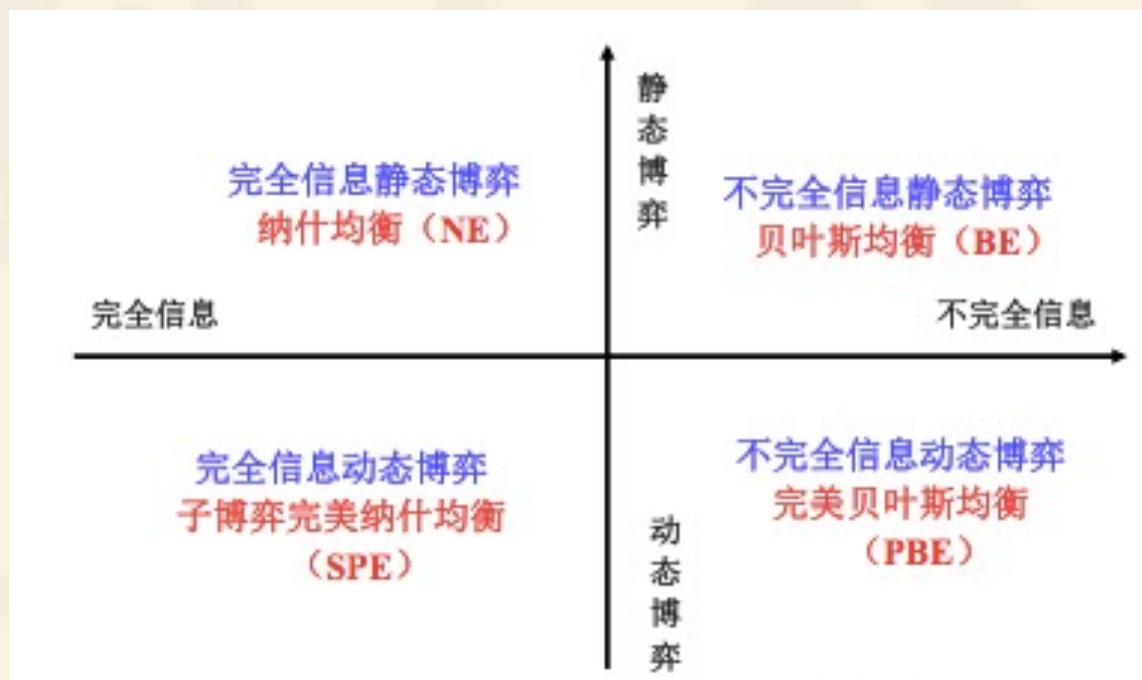 静态博弈
完全信息静态博弈
纳什均衡（NE）
不完全信息静态博弈
贝叶斯均衡（BE）
完全信息
不完全信息
完全信息动态博弈
子博弈完美纳什均衡
（SPE）
不完全信息动态博弈
完美贝叶斯均衡
（PBE）
动态博弈